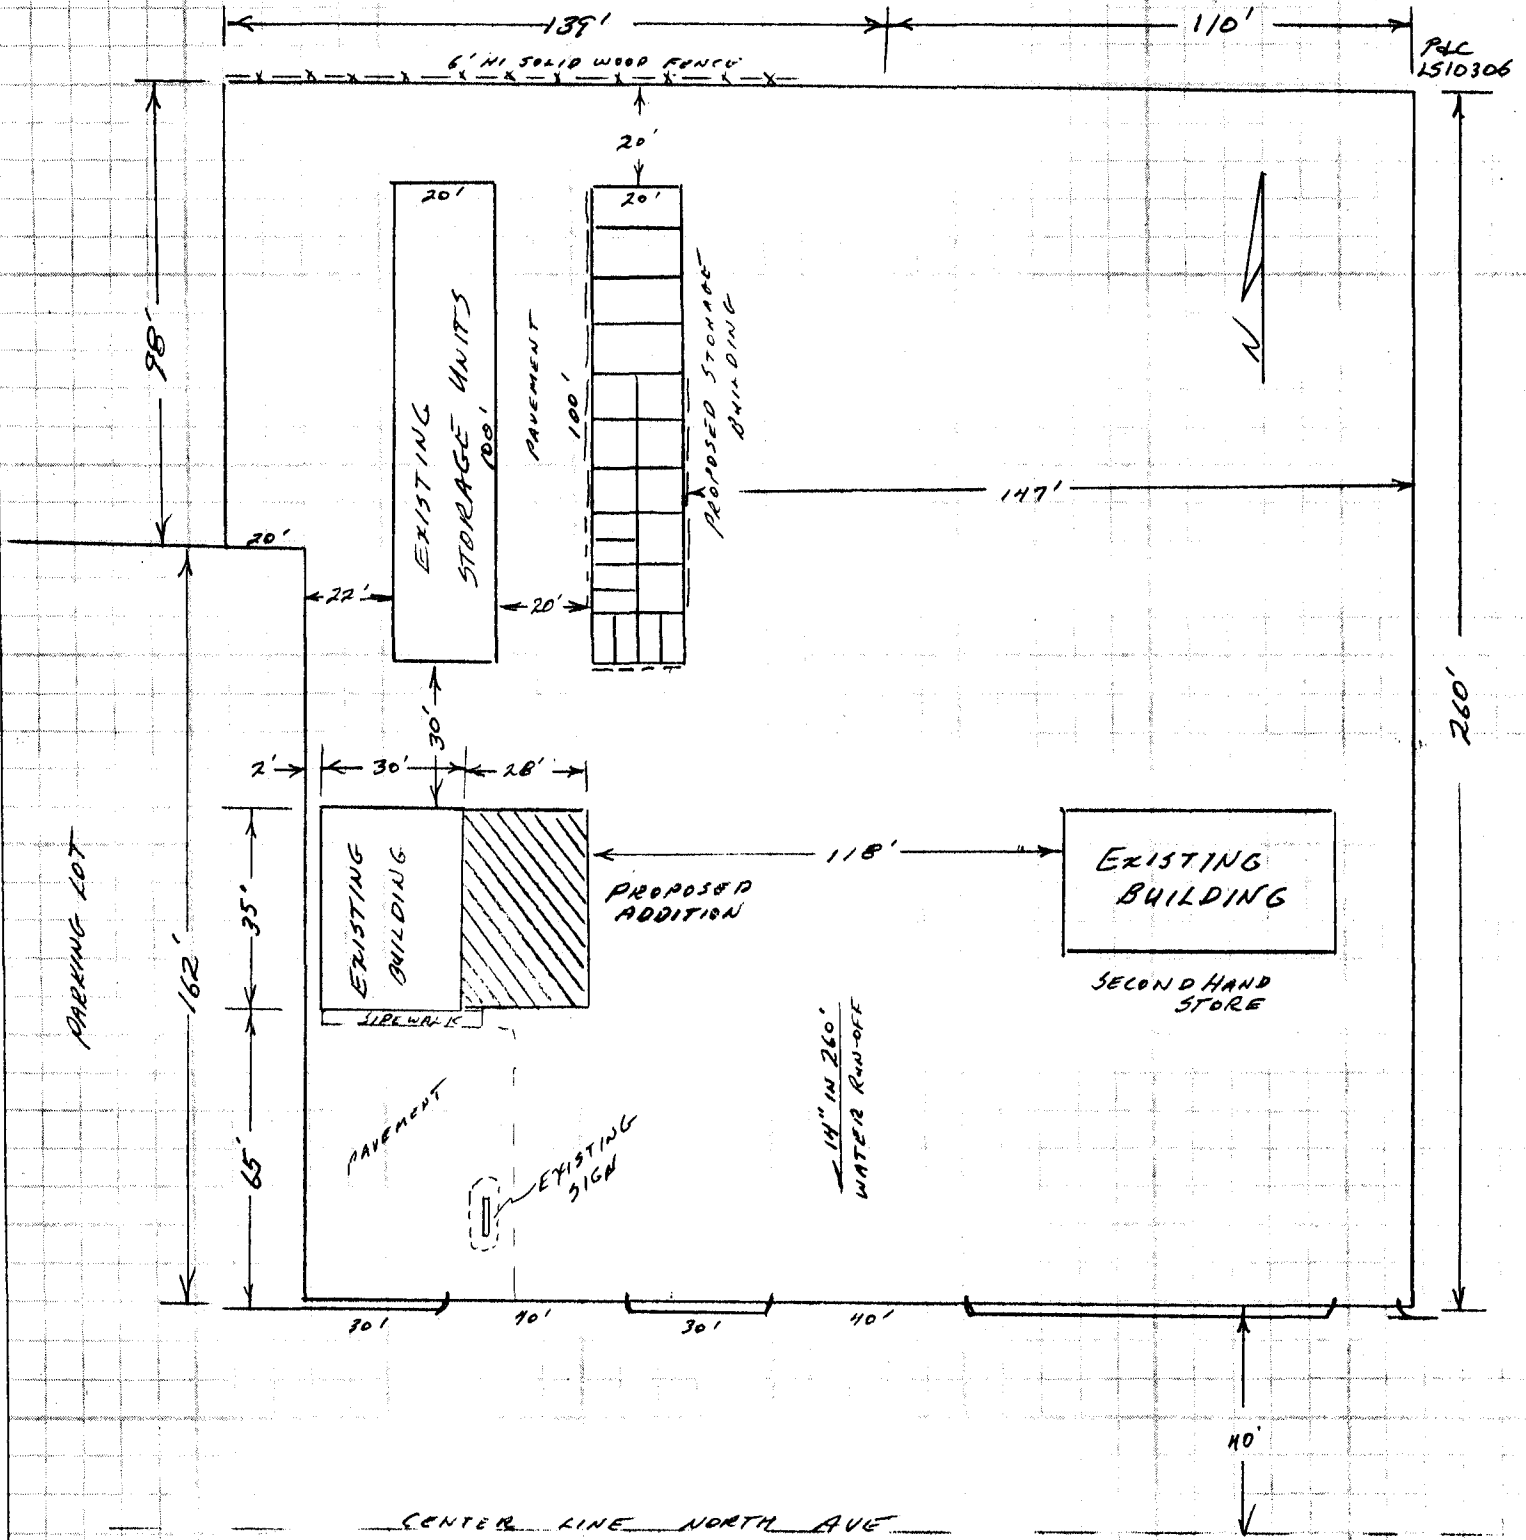 139'
110'
P&C
LS10306
6' HI SOLID WOOD FENCE
20'
20'
20'
98'
EXISTING
STORAGE UNITS
100'
PAVEMENT
100'
PROPOSED STORAGE
BUILDING
N
147'
20'
22'
20'
260'
30'
2'
30'
28'
PARKING LOT
162'
35'
EXISTING
BUILDING
PROPOSED
ADDITION
118'
EXISTING
BUILDING
SECOND HAND
STORE
SIDEWALK
14" IN 260'
WATER RUN-OFF
PAVEMENT
65'
EXISTING
SIGN
30'
40'
30'
40'
40'
CENTER LINE NORTH AVE